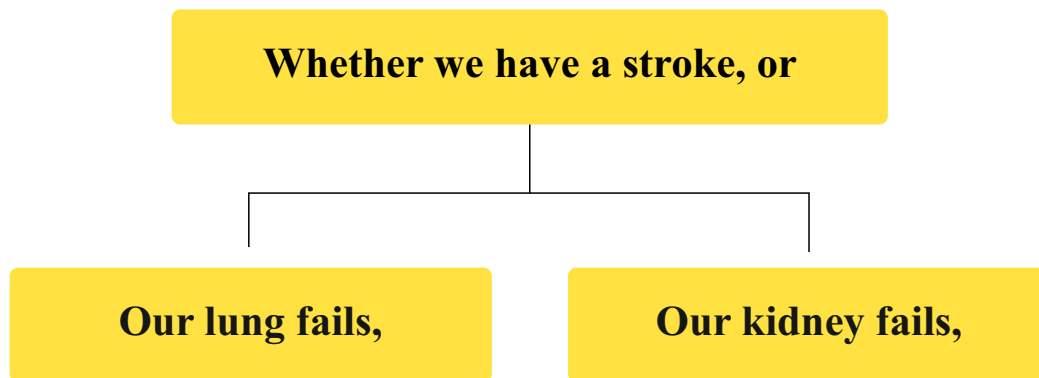 Whether we have a stroke, or
Our lung fails,
Our kidney fails,